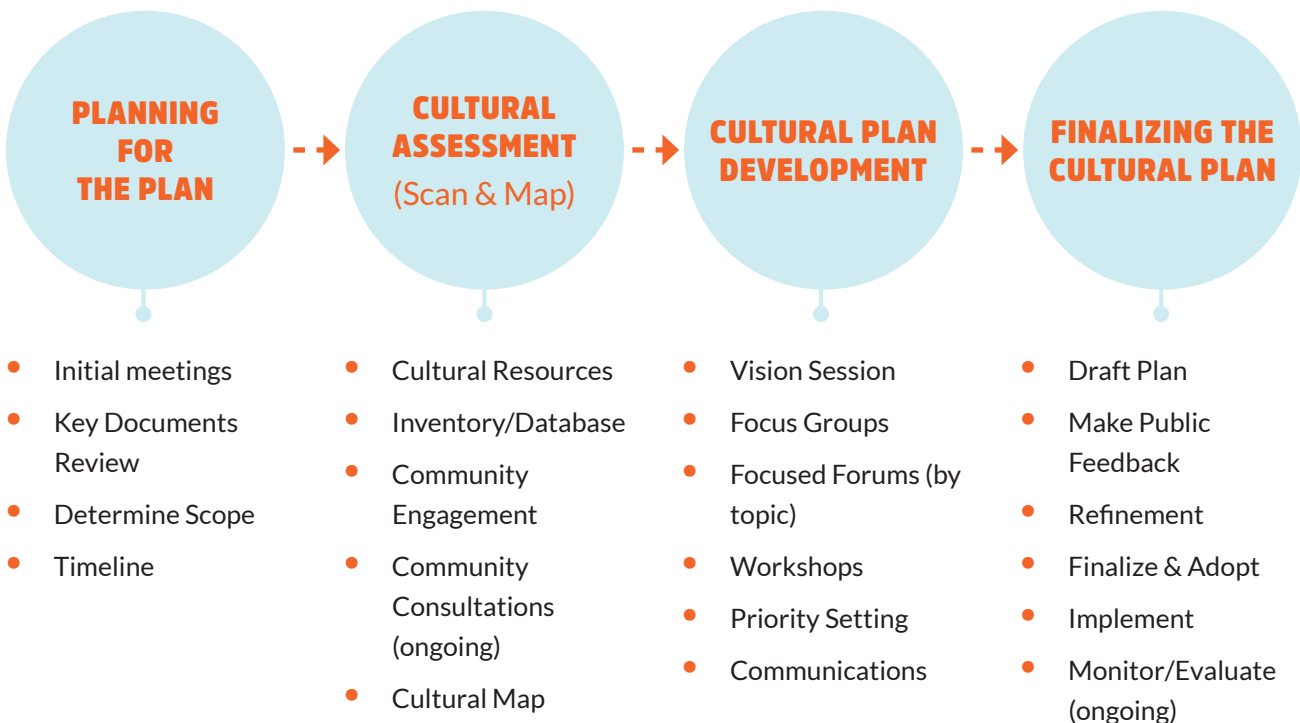 PLANNING
FOR
THE PLAN
CULTURAL
ASSESSMENT
(Scan & Map)
CULTURAL PLAN
DEVELOPMENT
FINALIZING THE
CULTURAL PLAN
• Initial meetings
• Key Documents
Review
• Determine Scope
• Timeline
• Cultural Resources
• Inventory/Database
• Community
Engagement
• Community
Consultations
(ongoing)
• Cultural Map
• Vision Session
• Focus Groups
• Focused Forums (by
topic)
• Workshops
• Priority Setting
• Communications
• Draft Plan
• Make Public
Feedback
• Refinement
• Finalize & Adopt
• Implement
• Monitor/Evaluate
(ongoing)